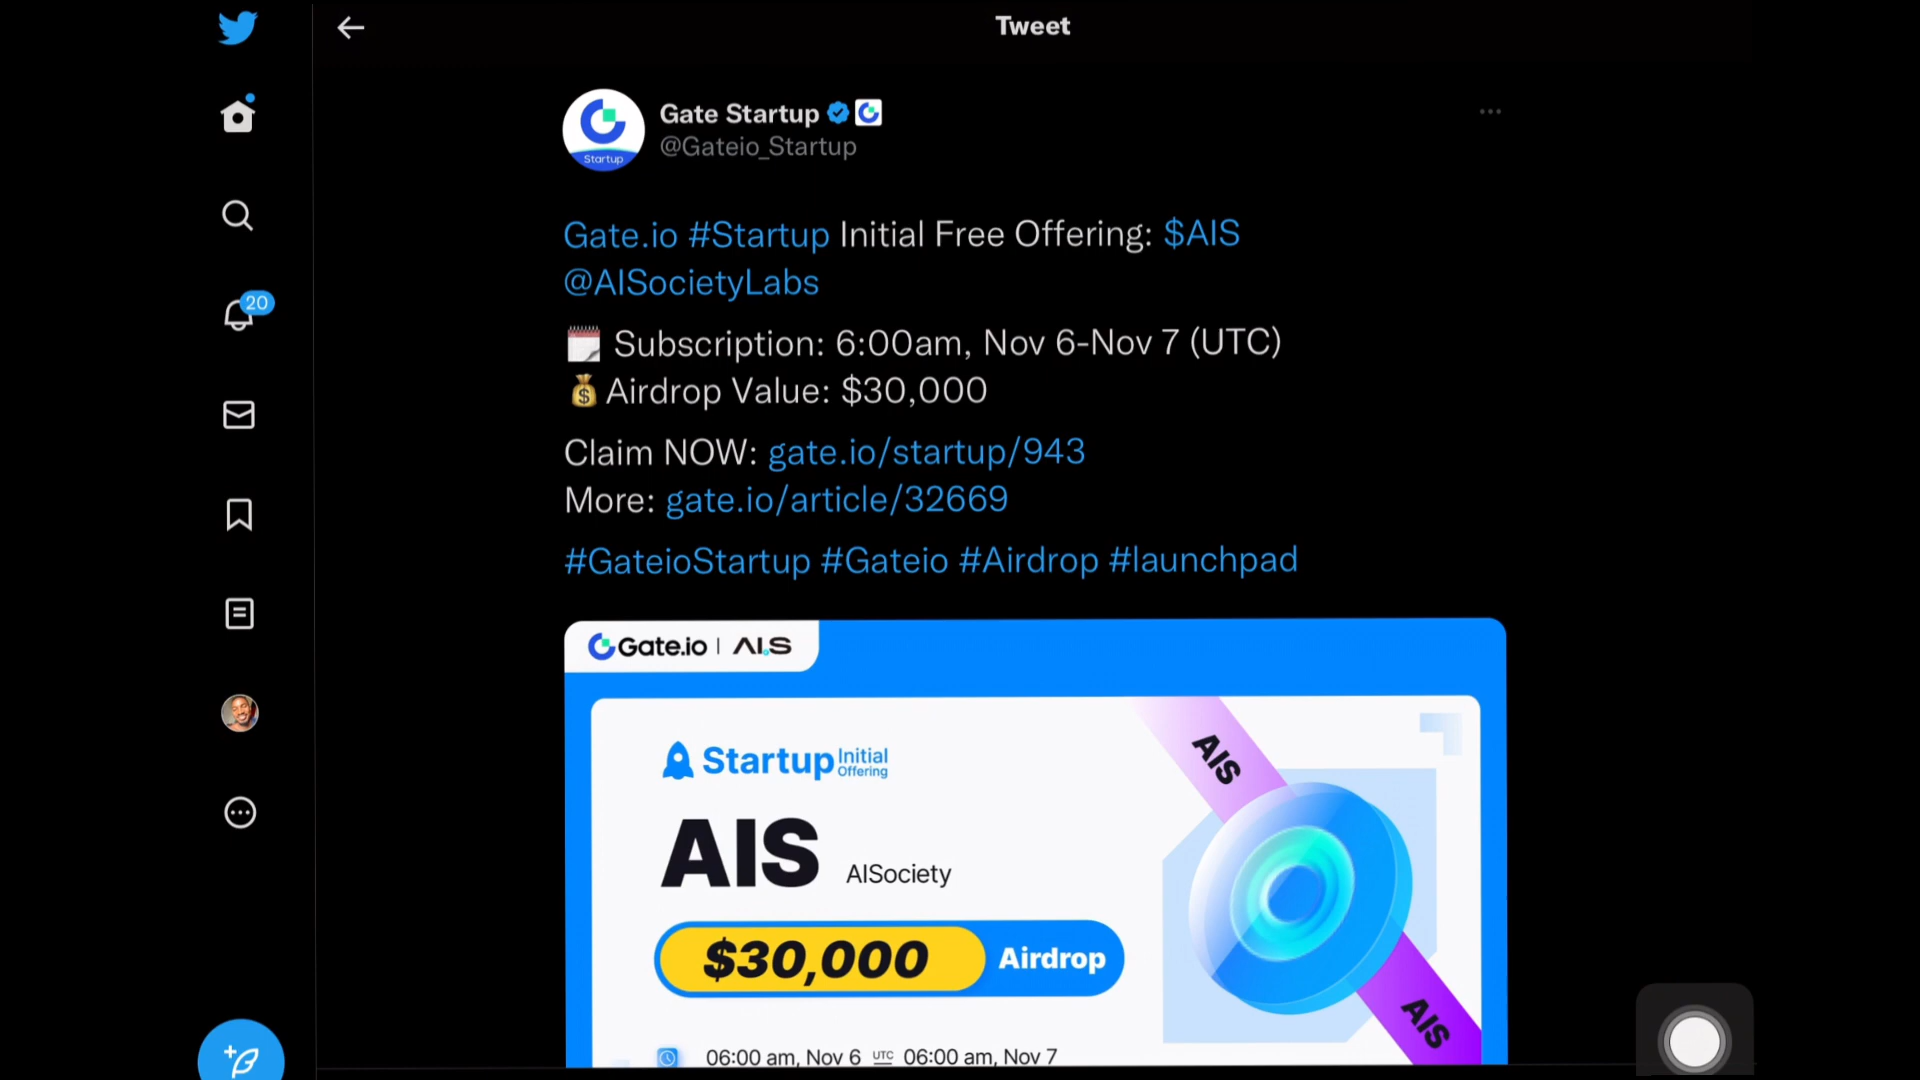 Tweet
Gate Startup
@Gateio_Startup
Gate.io #Startup Initial Free Offering: $AIS
@AISocietyLabs
Subscription: 6:00am, Nov 6-Nov 7 (UTC)
Airdrop Value: $30,000
Claim NOW: gate.io/startup/943
More: gate.io/article/32669
#GateioStartup #Gateio #Airdrop #launchpad
20
Startup
Gate.io | AI.S
Startup Initial Offering
AIS AISociety
$30,000 Airdrop
06:00 am, Nov 6 UTC 06:00 am, Nov 7
AIS
AIS